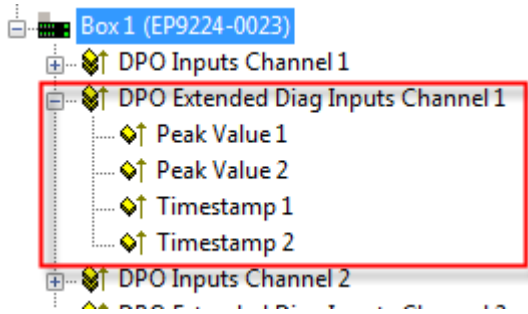 Box 1 (EP9224-0023)
DPO Inputs Channel 1
DPO Extended Diag Inputs Channel 1
Peak Value 1
Peak Value 2
Timestamp 1
Timestamp 2
DPO Inputs Channel 2